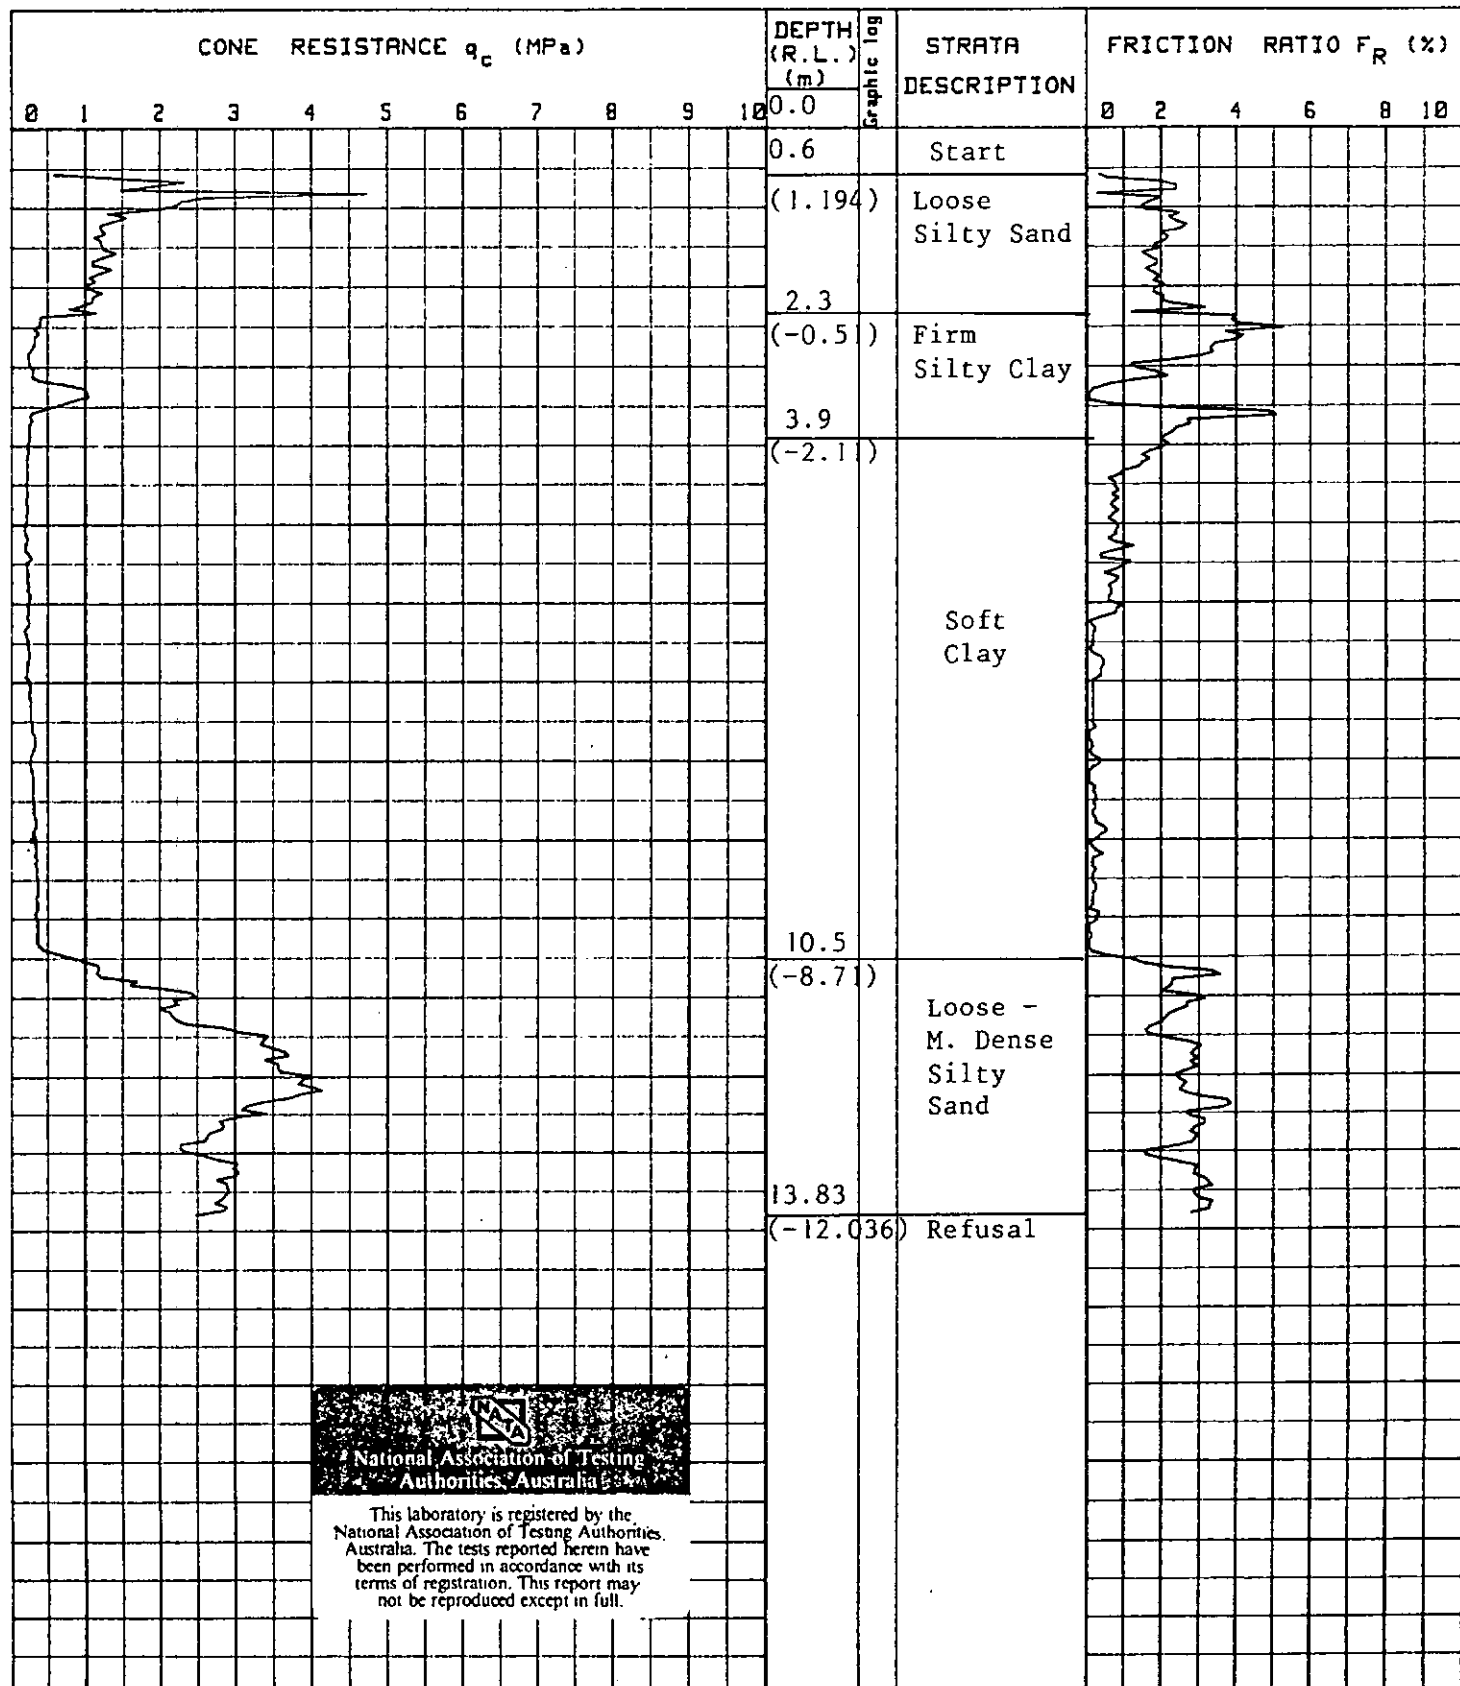 CONE RESISTANCE qc (MPa)
0 1 2 3 4 5 6 7 8 9 10
DEPTH
(R.L.)
(m)
0.0
Graphic log
STRATA
DESCRIPTION
FRICTION RATIO FR (%)
0 2 4 6 8 10
0.6 Start
(1.194) Loose
Silty Sand
2.3
(-0.51) Firm
Silty Clay
3.9
(-2.11)
Soft
Clay
10.5
(-8.71)
Loose -
M. Dense
Silty
Sand
13.83
(-12.036) Refusal
NATA
National Association of Testing
Authorities, Australia
This laboratory is registered by the
National Association of Testing Authorities,
Australia. The tests reported herein have
been performed in accordance with its
terms of registration. This report may
not be reproduced except in full.